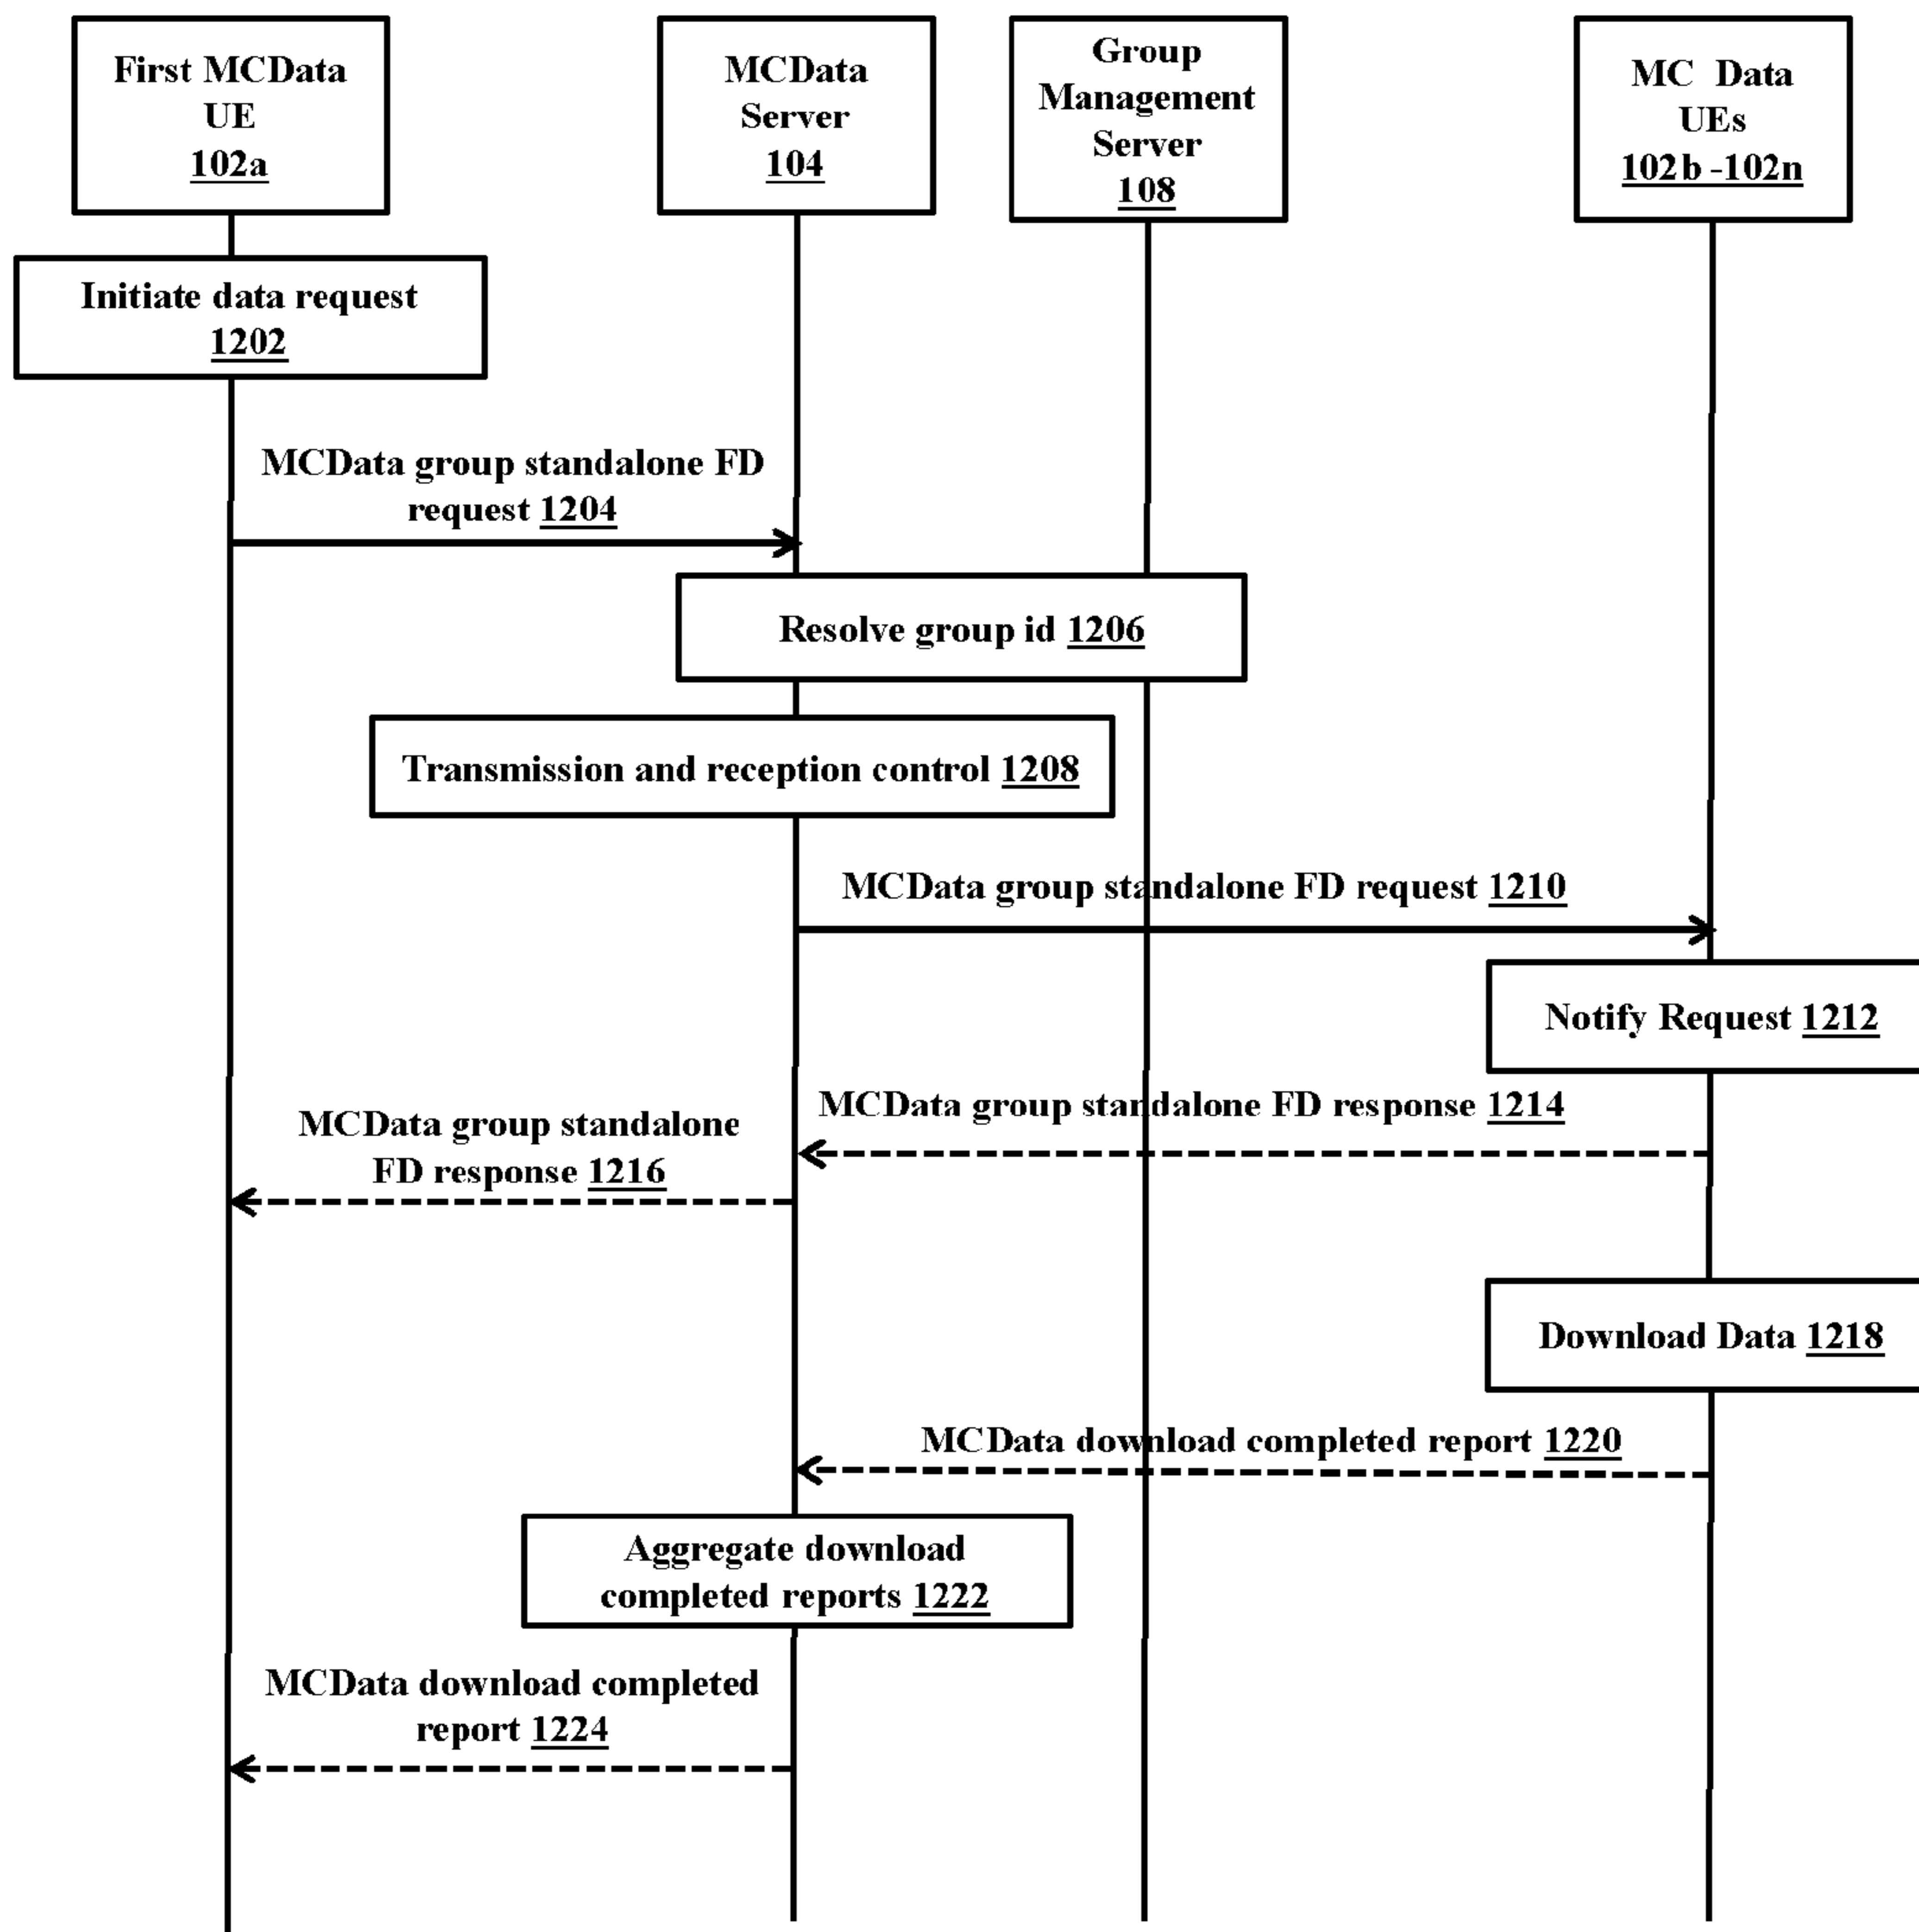 First MCData
UE
102a
MCData
Server
104
Group
Management
Server
108
MC Data
UEs
102b -102n
Initiate data request
1202
MCData group standalone FD
request 1204
Resolve group id 1206
Transmission and reception control 1208
MCData group standalone FD request 1210
Notify Request 1212
MCData group standalone FD response 1214
MCData group standalone
FD response 1216
Download Data 1218
MCData download completed report 1220
Aggregate download
completed reports 1222
MCData download completed
report 1224